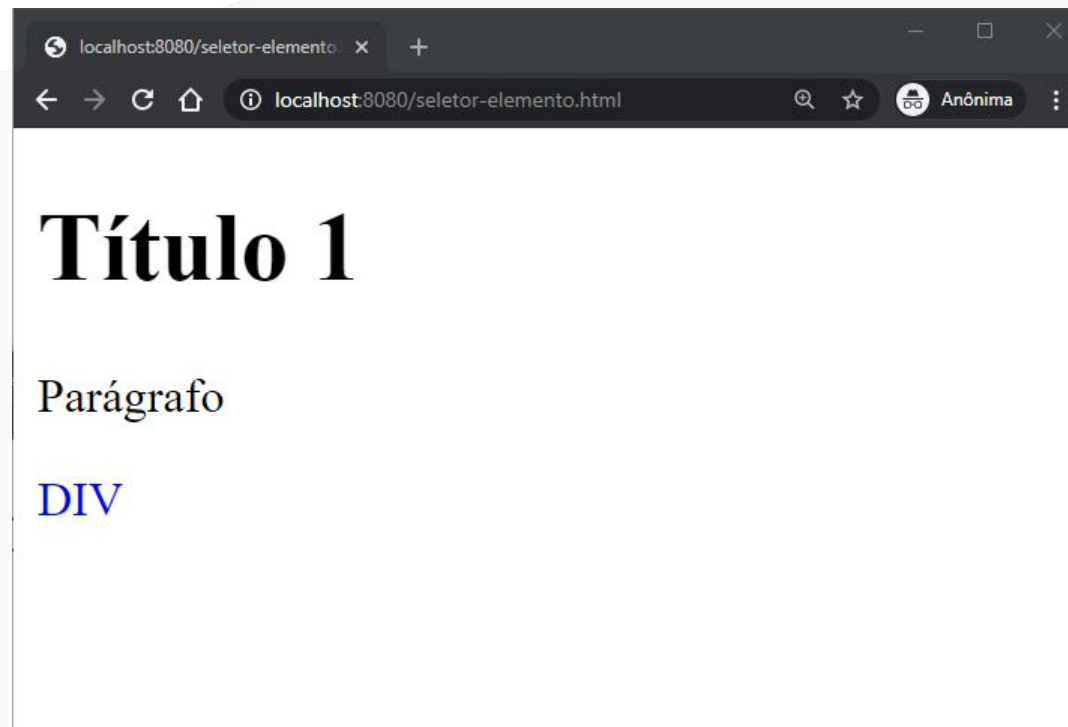 localhost:8080/seletor-elemento.
localhost:8080/seletor-elemento.html
Anônima
Título 1
Parágrafo
DIV